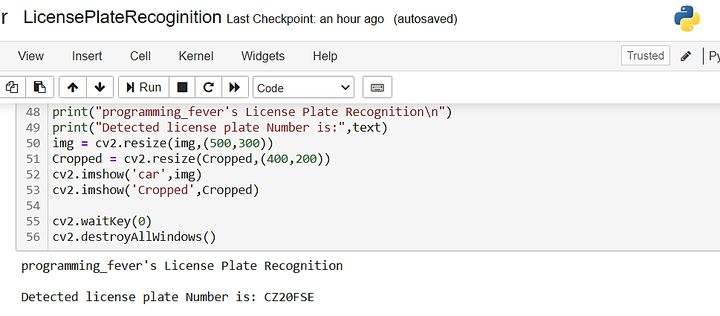 r LicensePlateRecoginition Last Checkpoint: an hour ago (autosaved)
View Insert Cell Kernel Widgets Help Trusted Py
Run Code
48 print("programming_fever's License Plate Recognition\n")
49 print("Detected license plate Number is:",text)
50 img = cv2.resize(img,(500,300))
51 Cropped = cv2.resize(Cropped,(400,200))
52 cv2.imshow('car',img)
53 cv2.imshow('Cropped',Cropped)
54
55 cv2.waitKey(0)
56 cv2.destroyAllWindows()
programming_fever's License Plate Recognition
Detected license plate Number is: CZ20FSE